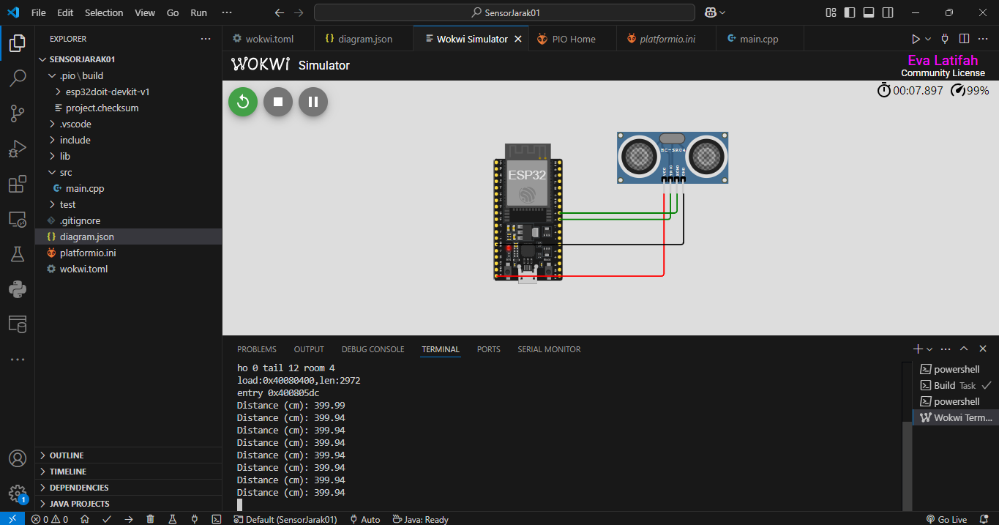 File Edit Selection View Go Run ··· SensorJarak01
EXPLORER ···
SENSORJARAK01
.pio \ build
esp32doit-devkit-v1
project.checksum
.vscode
include
lib
src
main.cpp
test
.gitignore
diagram.json
platformio.ini
wokwi.toml
OUTLINE
TIMELINE
DEPENDENCIES
JAVA PROJECTS
wokwi.toml diagram.json Wokwi Simulator PIO Home platformio.ini main.cpp
WOKWI Simulator
Eva Latifah
Community License
00:07.897 99%
ESP32
HC-SR04
VCC
TRIG
ECHO
GND
PROBLEMS OUTPUT DEBUG CONSOLE TERMINAL PORTS SERIAL MONITOR
ho 0 tail 12 room 4
load:0x40080400,len:2972
entry 0x400805dc
Distance (cm): 399.99
Distance (cm): 399.94
Distance (cm): 399.94
Distance (cm): 399.94
Distance (cm): 399.94
Distance (cm): 399.94
Distance (cm): 399.94
Distance (cm): 399.94
powershell
Build Task
powershell
Wokwi Term...
1
0 0 Default (SensorJarak01) Auto Java: Ready Go Live